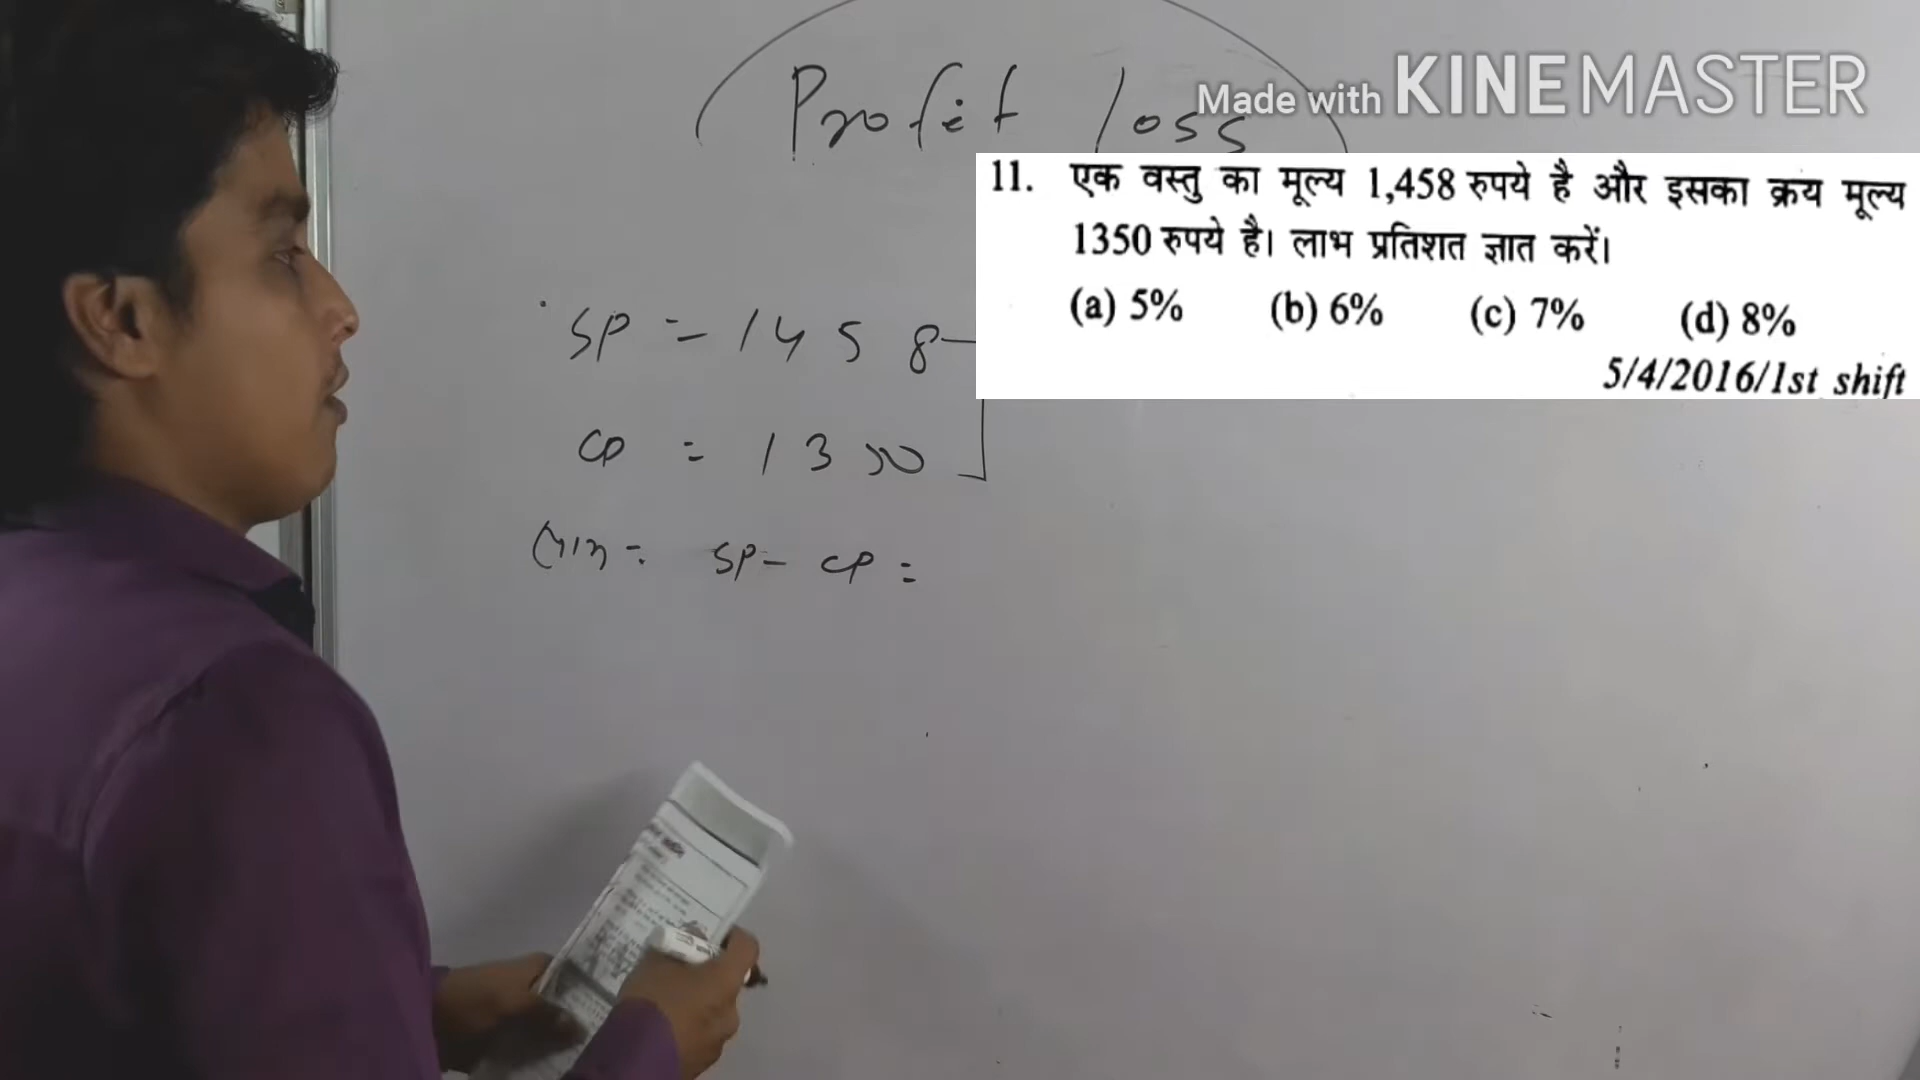 Profit loss
Made with KINEMASTER
11. एक वस्तु का मूल्य 1,458 रुपये है और इसका क्रय मूल्य
1350 रुपये है। लाभ प्रतिशत ज्ञात करें।
(a) 5% (b) 6% (c) 7% (d) 8%
5/4/2016/1st shift
SP = 1458
CP = 1350
SP - CP =